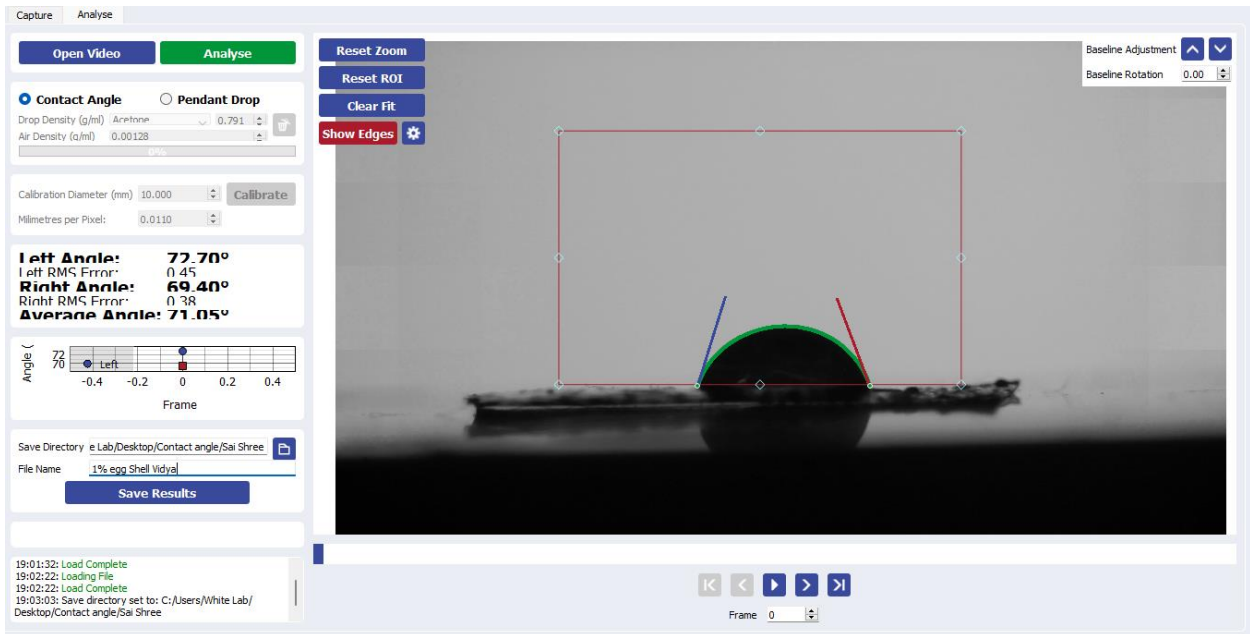 Capture Analyse
Open Video Analyse
Contact Angle Pendant Drop
Drop Density (g/ml) Acetone 0.791
Air Density (g/ml) 0.00128
0%
Calibration Diameter (mm) 10.000 Calibrate
Milimetres per Pixel: 0.0110
Left Angle: 72.70º
Left RMS Error: 0.45
Right Angle: 69.40º
Right RMS Error: 0.38
Average Angle: 71.05º
Angle (
72
70
Left
-0.4 -0.2 0 0.2 0.4
Frame
Save Directory e Lab/Desktop/Contact angle/Sai Shree
File Name 1% egg Shell Vidya
Save Results
19:01:32: Load Complete
19:02:22: Loading File
19:02:22: Load Complete
19:03:03: Save directory set to: C:/Users/White Lab/
Desktop/Contact angle/Sai Shree
Reset Zoom
Reset ROI
Clear Fit
Show Edges
Baseline Adjustment
Baseline Rotation 0.00
Frame 0